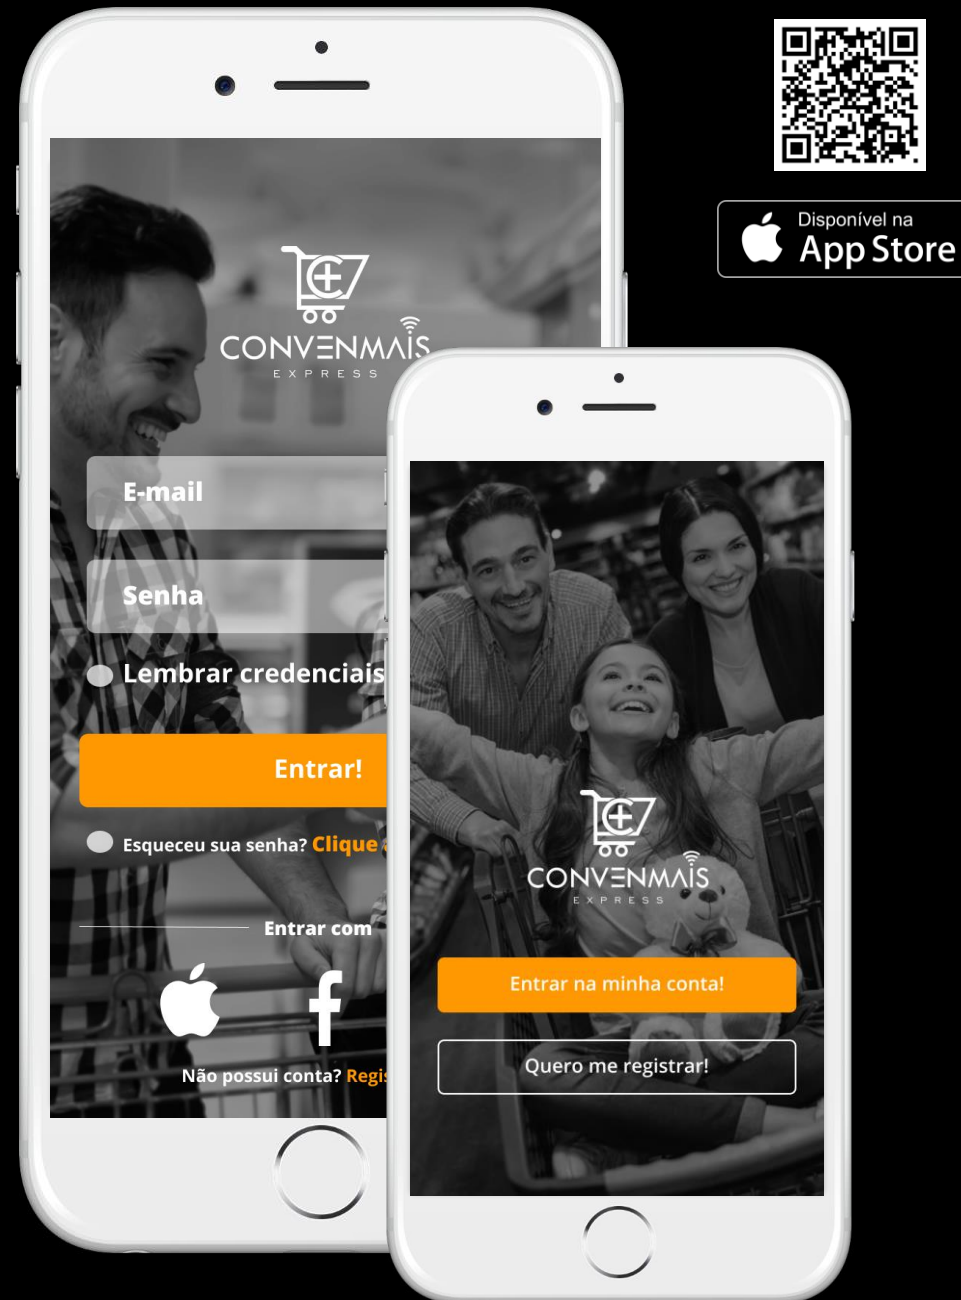 Disponível na
App Store
CONVENMAIS
EXPRESS
E-mail
Senha
Lembrar credenciais
Entrar!
Esqueceu sua senha? Clique
Entrar com
Não possui conta?
CONVENMAIS
EXPRESS
Entrar na minha conta!
Quero me registrar!